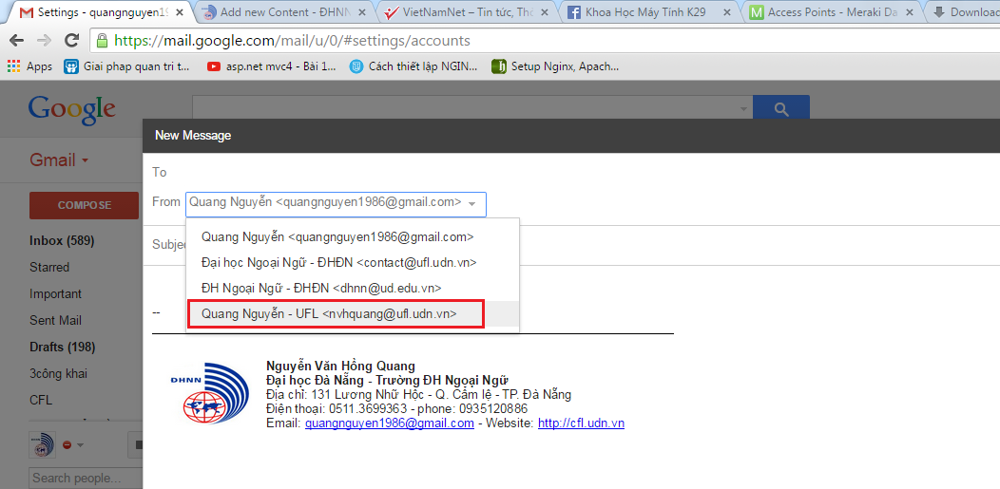 Settings - quangnguyen19
Add new Content - ĐHNN
VietNamNet – Tin tức, Thờ
Khoa Học Máy Tính K29
Access Points - Meraki Da
Download
https://mail.google.com/mail/u/0/#settings/accounts
Apps
Giai phap quan tri t...
asp.net mvc4 - Bài 1...
Cách thiết lập NGIN...
Setup Nginx, Apach...
Google
New Message
Gmail
To
COMPOSE
From Quang Nguyễn <quangnguyen1986@gmail.com>
Inbox (589)
Quang Nguyễn <quangnguyen1986@gmail.com>
Subjec
Starred
Đại học Ngoại Ngữ - ĐHĐN <contact@ufl.udn.vn>
Important
ĐH Ngoại Ngữ - ĐHĐN <dhnn@ud.edu.vn>
Sent Mail
--
Quang Nguyễn - UFL <nvhquang@ufl.udn.vn>
Drafts (198)
3công khai
CFL
DHNN
Nguyễn Văn Hồng Quang
Đại học Đà Nẵng - Trường ĐH Ngoại Ngữ
Địa chỉ: 131 Lương Nhữ Hộc - Q. Cẩm lệ - TP. Đà Nẵng
Điện thoại: 0511.3699363 - phone: 0935120886
Email: quangnguyen1986@gmail.com - Website: http://cfl.udn.vn
Search people...